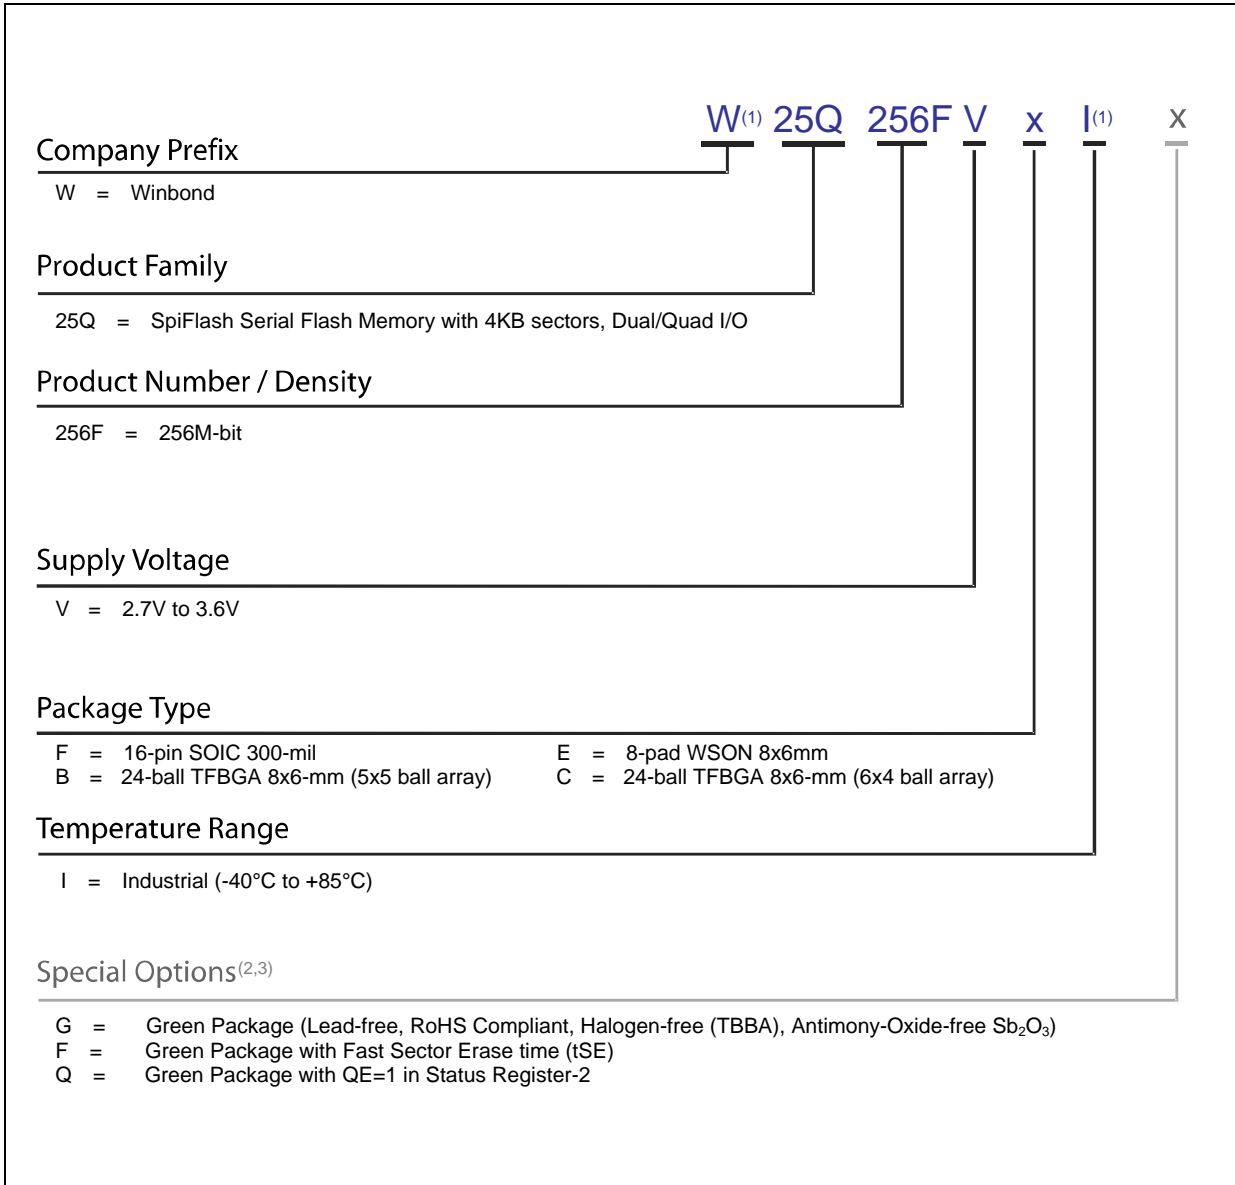 W(1) 25Q 256F V x I(1) x
Company Prefix
W = Winbond
Product Family
25Q = SpiFlash Serial Flash Memory with 4KB sectors, Dual/Quad I/O
Product Number / Density
256F = 256M-bit
Supply Voltage
V = 2.7V to 3.6V
Package Type
F = 16-pin SOIC 300-mil E = 8-pad WSON 8x6mm
B = 24-ball TFBGA 8x6-mm (5x5 ball array) C = 24-ball TFBGA 8x6-mm (6x4 ball array)
Temperature Range
I = Industrial (-40°C to +85°C)
Special Options(2,3)
G = Green Package (Lead-free, RoHS Compliant, Halogen-free (TBBA), Antimony-Oxide-free Sb₂O₃)
F = Green Package with Fast Sector Erase time (tSE)
Q = Green Package with QE=1 in Status Register-2